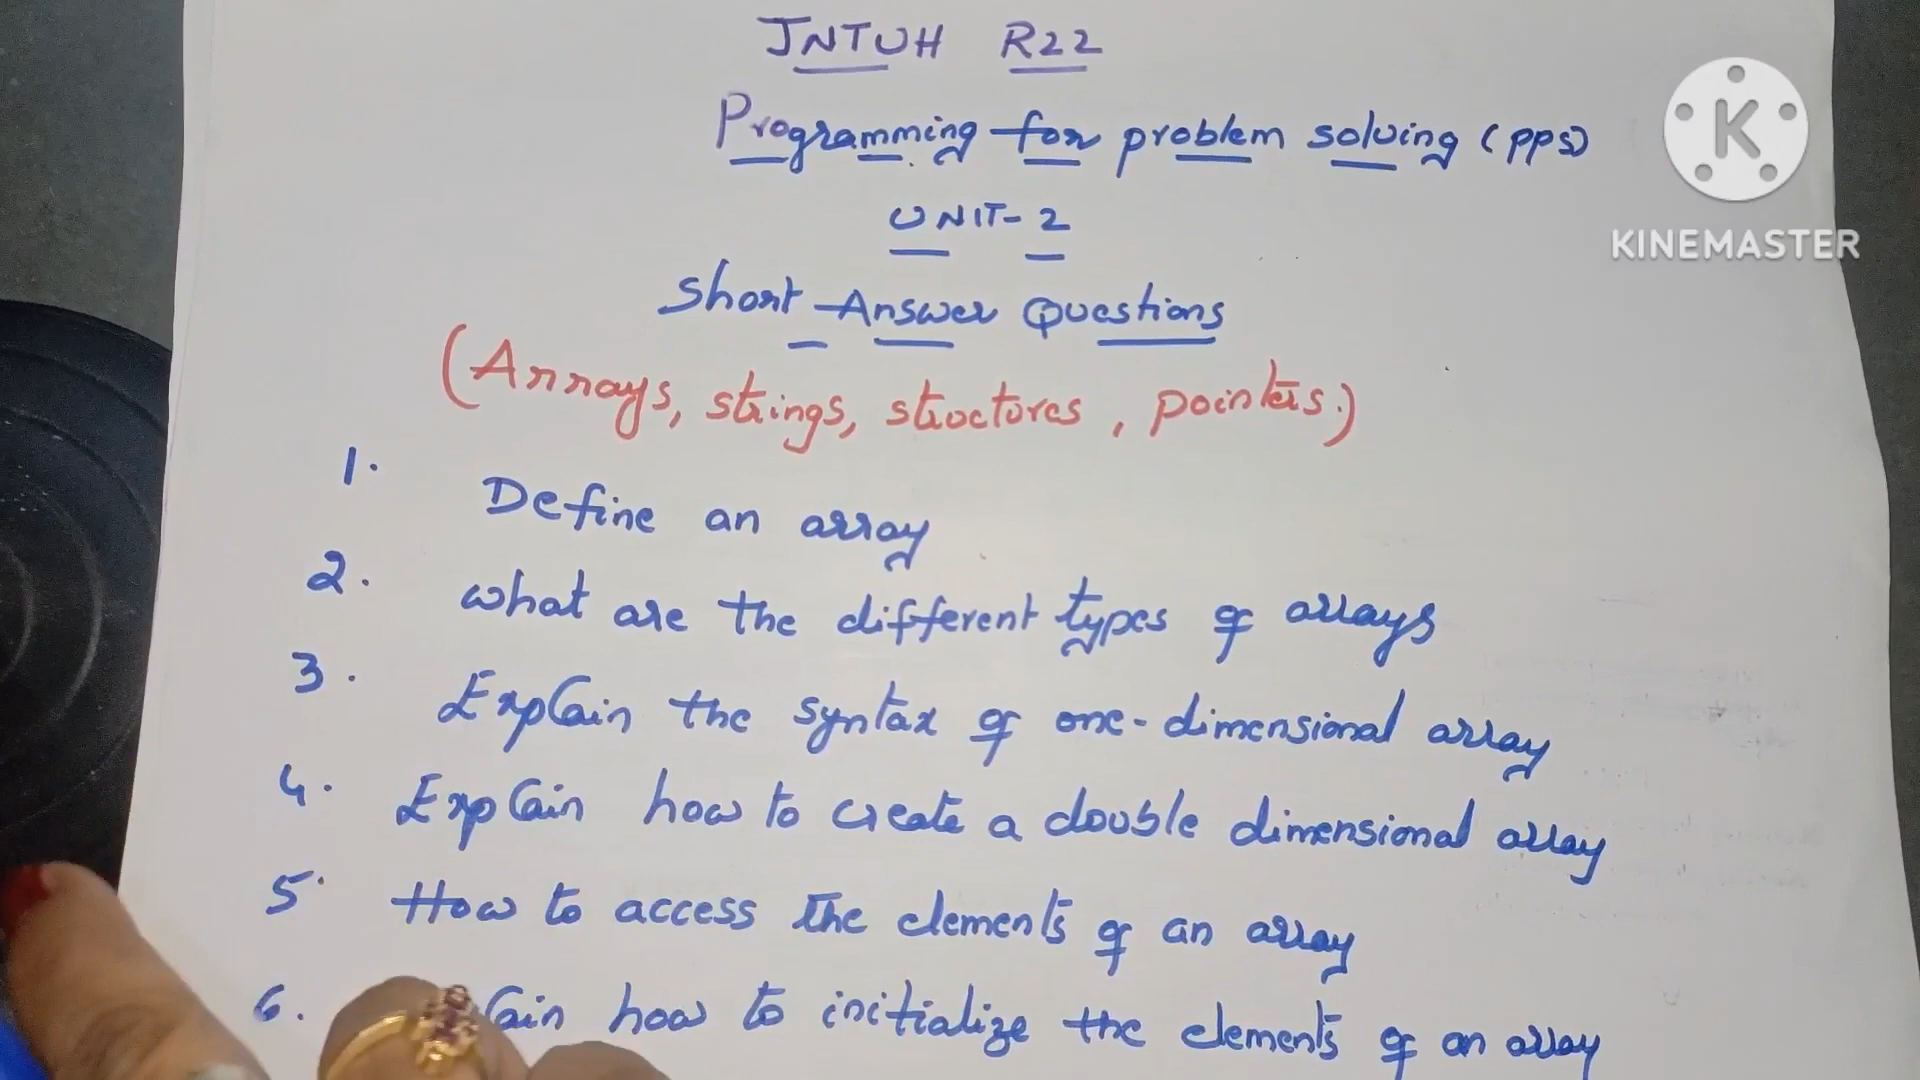 JNTUH R22
Programming for problem solving (pps)
UNIT-2
Short Answer Questions
(Arrays, strings, structures, pointers.)
1. Define an array
2. what are the different types of arrays
3. Explain the syntax of one-dimensional array
4. Explain how to create a double dimensional array
5. How to access the elements of an array
6. how to initialize the elements of an array
K
KINEMASTER